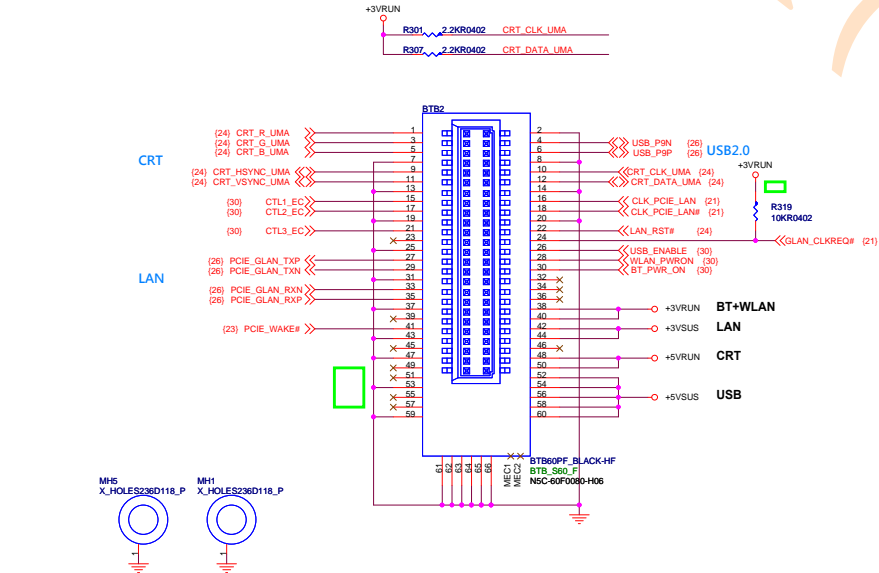 +3VRUN
R301 2.2KR0402 CRT_CLK_UMA
R307 2.2KR0402 CRT_DATA_UMA
BTB2
{24} CRT_R_UMA 1 2
{24} CRT_G_UMA 3 4 USB_P9N {26}
{24} CRT_B_UMA 5 6 USB_P9P {26} USB2.0
CRT 7 8 +3VRUN
{24} CRT_HSYNC_UMA 9 10 CRT_CLK_UMA {24}
{24} CRT_VSYNC_UMA 11 12 CRT_DATA_UMA {24}
13 14
{30} CTL1_EC 15 16 CLK_PCIE_LAN {21} R319
{30} CTL2_EC 17 18 CLK_PCIE_LAN# {21} 10KR0402
19 20
{30} CTL3_EC 21 22 LAN_RST# {24}
23 24 GLAN_CLKREQ# {21}
25 26 USB_ENABLE {30}
{26} PCIE_GLAN_TXP 27 28 WLAN_PWRON {30}
{26} PCIE_GLAN_TXN 29 30 BT_PWR_ON {30}
LAN 31 32
{26} PCIE_GLAN_RXN 33 34
{26} PCIE_GLAN_RXP 35 36
37 38 +3VRUN BT+WLAN
39 40
{23} PCIE_WAKE# 41 42 +3VSUS LAN
43 44
45 46
47 48 +5VRUN CRT
49 50
51 52
53 54
55 56 +5VSUS USB
57 58
59 60
61 62 63 64 65 66 MEC1 MEC2
BTB60PF_BLACK-HF
BTB_S60_F
N5C-60F0080-H06
MH5 MH1
X_HOLES236D118_P X_HOLES236D118_P
1 1